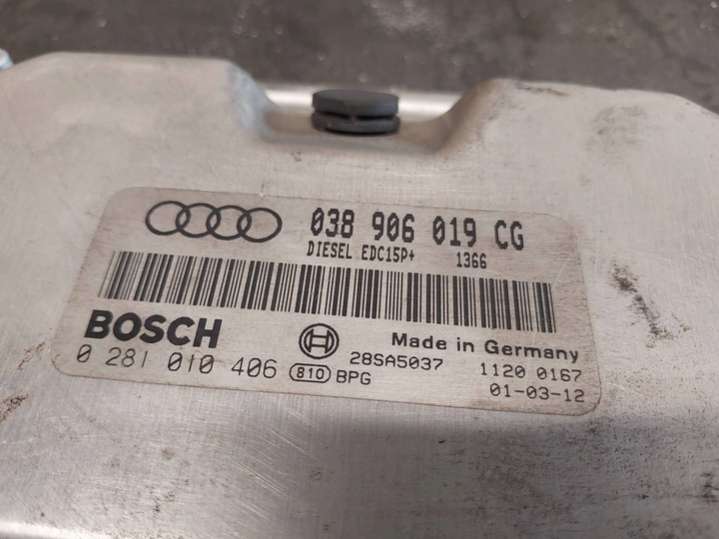 038 906 019 CG
DIESEL EDC15P+ 1366
BOSCH
Made in Germany
0 281 010 406 810 BPG 28SA5037 1120 0167
01-03-12